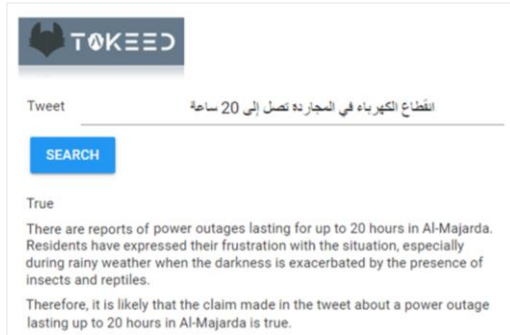 TOKEED
Tweet انقطاع الكهرباء في المجارده تصل إلى 20 ساعة
SEARCH
True
There are reports of power outages lasting for up to 20 hours in Al-Majarda.
Residents have expressed their frustration with the situation, especially
during rainy weather when the darkness is exacerbated by the presence of
insects and reptiles.
Therefore, it is likely that the claim made in the tweet about a power outage
lasting up to 20 hours in Al-Majarda is true.